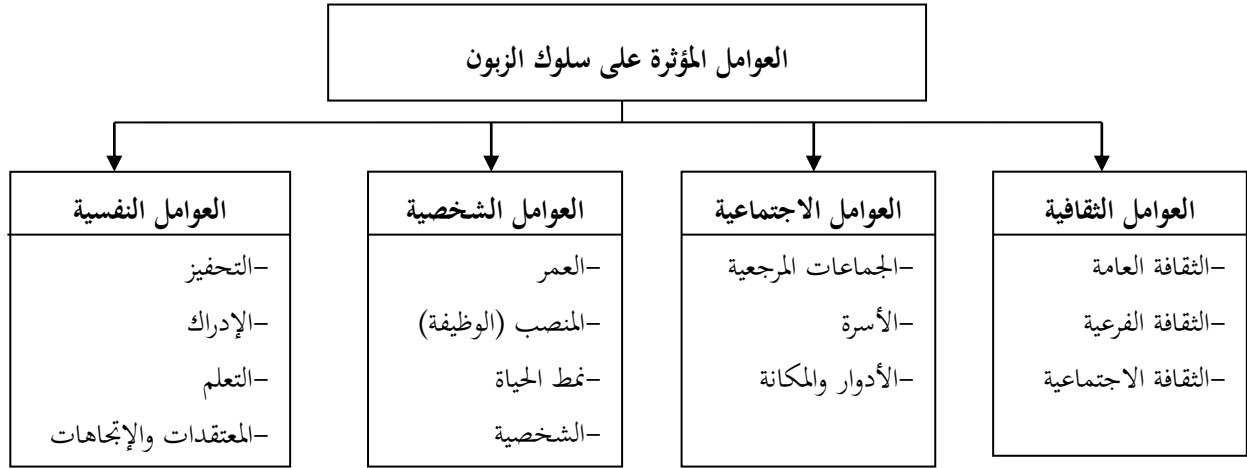 العوامل المؤثرة على سلوك الزبون
العوامل الثقافية
-الثقافة العامة
-الثقافة الفرعية
-الثقافة الاجتماعية
العوامل الاجتماعية
-الجماعات المرجعية
-الأسرة
-الأدوار والمكانة
العوامل الشخصية
-العمر
-المنصب (الوظيفة)
-نمط الحياة
-الشخصية
العوامل النفسية
-التحفيز
-الإدراك
-التعلم
-المعتقدات والإتجاهات